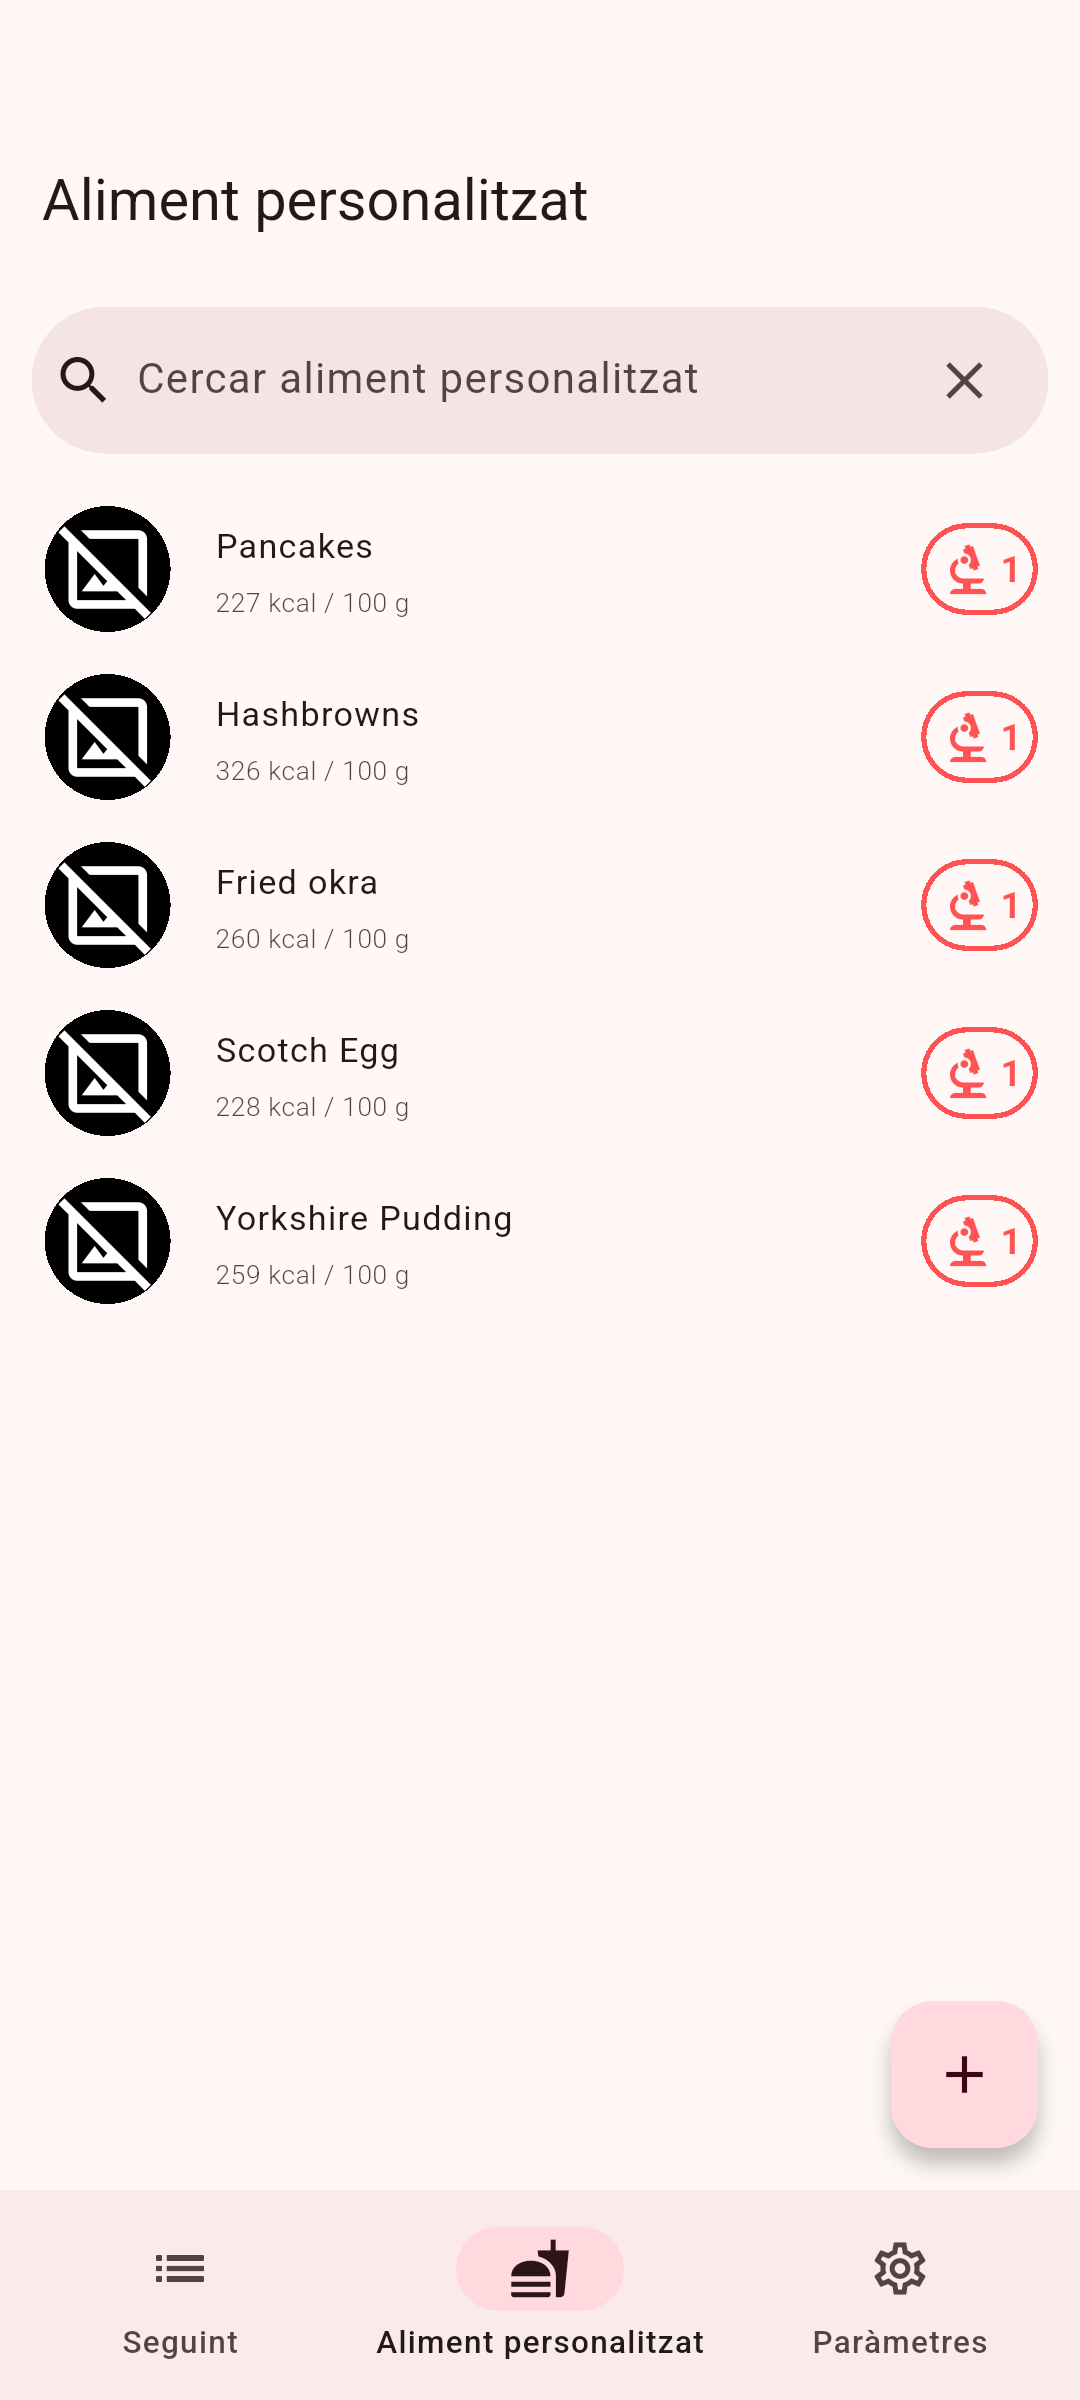 Aliment personalitzat
Cercar aliment personalitzat
Pancakes
227 kcal / 100 g
1
Hashbrowns
326 kcal / 100 g
1
Fried okra
260 kcal / 100 g
1
Scotch Egg
228 kcal / 100 g
1
Yorkshire Pudding
259 kcal / 100 g
1
Seguint
Aliment personalitzat
Paràmetres